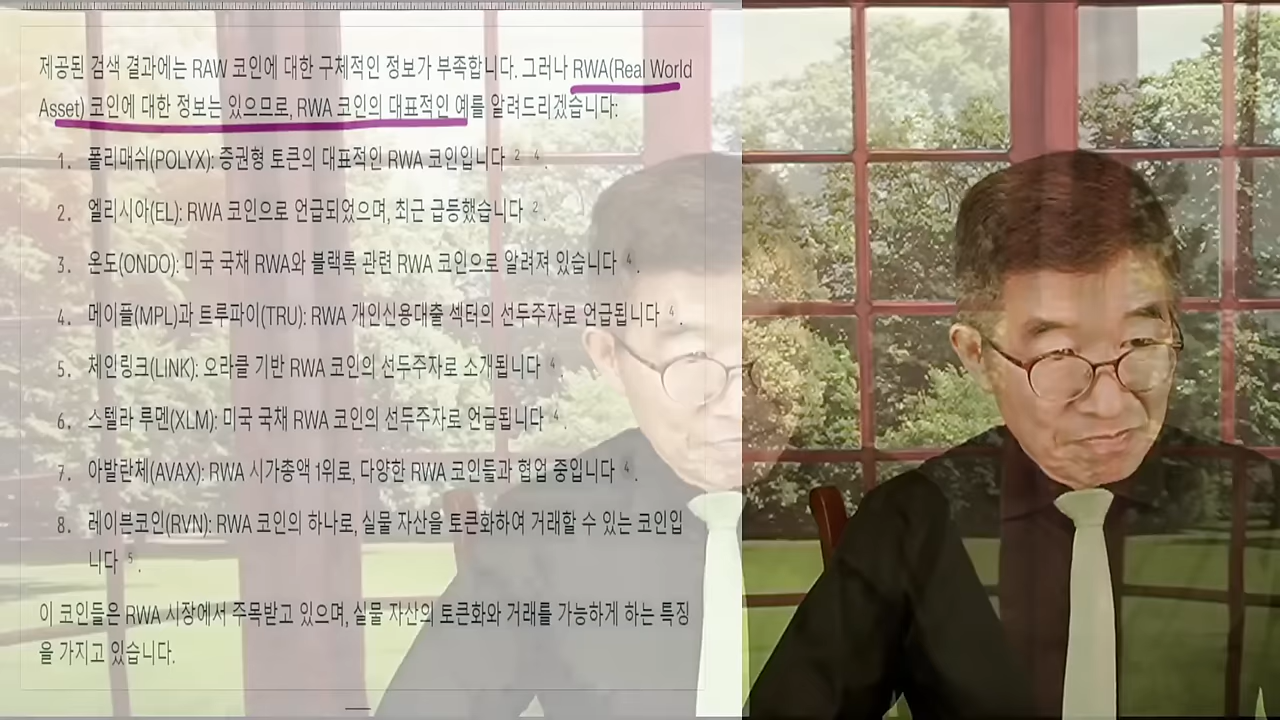 제공된 검색 결과에는 RAW 코인에 대한 구체적인 정보가 부족합니다. 그러나 RWA(Real World
Asset) 코인에 대한 정보는 있으므로, RWA 코인의 대표적인 예를 알려드리겠습니다:
1. 폴리매쉬(POLYX): 증권형 토큰의 대표적인 RWA 코인입니다 2 4 .
2. 엘리시아(EL): RWA 코인으로 언급되었으며, 최근 급등했습니다 2 .
3. 온도(ONDO): 미국 국채 RWA와 블랙록 관련 RWA 코인으로 알려져 있습니다 4 .
4. 메이플(MPL)과 트루파이(TRU): RWA 개인신용대출 섹터의 선두주자로 언급됩니다 4 .
5. 체인링크(LINK): 오라클 기반 RWA 코인의 선두주자로 소개됩니다 4 .
6. 스텔라 루멘(XLM): 미국 국채 RWA 코인의 선두주자로 언급됩니다 4 .
7. 아발란체(AVAX): RWA 시가총액 1위로, 다양한 RWA 코인들과 협업 중입니다 4 .
8. 레이븐코인(RVN): RWA 코인의 하나로, 실물 자산을 토큰화하여 거래할 수 있는 코인입
니다 5 .
이 코인들은 RWA 시장에서 주목받고 있으며, 실물 자산의 토큰화와 거래를 가능하게 하는 특징
을 가지고 있습니다.